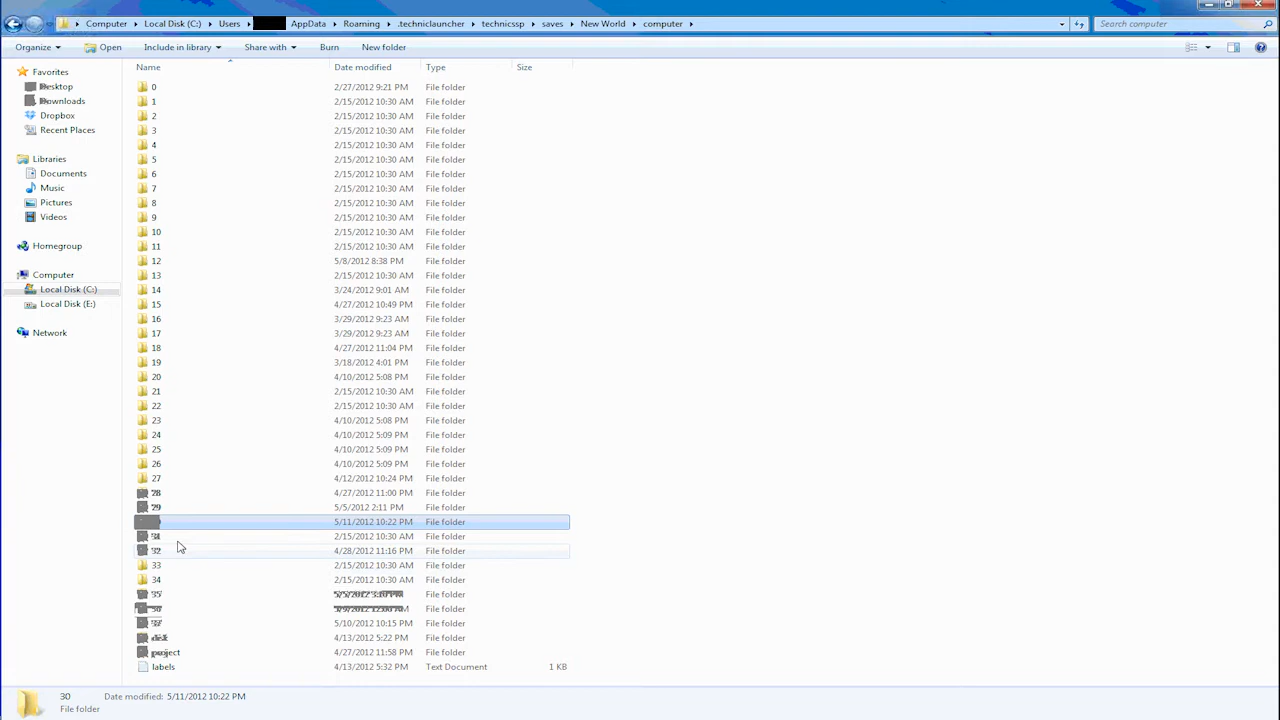 Computer ▸ Local Disk (C:) ▸ Users ▸ AppData ▸ Roaming ▸ .techniclauncher ▸ technicssp ▸ saves ▸ New World ▸ computer ▸ Search computer
Organize Open Include in library Share with Burn New folder
Name Date modified Type Size
Favorites
Desktop
Downloads
Dropbox
Recent Places
Libraries
Documents
Music
Pictures
Videos
Homegroup
Computer
Local Disk (C:)
Local Disk (E:)
Network
0 2/27/2012 9:21 PM File folder
1 2/15/2012 10:30 AM File folder
2 2/15/2012 10:30 AM File folder
3 2/15/2012 10:30 AM File folder
4 2/15/2012 10:30 AM File folder
5 2/15/2012 10:30 AM File folder
6 2/15/2012 10:30 AM File folder
7 2/15/2012 10:30 AM File folder
8 2/15/2012 10:30 AM File folder
9 2/15/2012 10:30 AM File folder
10 2/15/2012 10:30 AM File folder
11 2/15/2012 10:30 AM File folder
12 5/8/2012 8:38 PM File folder
13 2/15/2012 10:30 AM File folder
14 3/24/2012 9:01 AM File folder
15 4/27/2012 10:49 PM File folder
16 3/29/2012 9:23 AM File folder
17 3/29/2012 9:23 AM File folder
18 4/27/2012 11:04 PM File folder
19 3/18/2012 4:01 PM File folder
20 4/10/2012 5:08 PM File folder
21 2/15/2012 10:30 AM File folder
22 2/15/2012 10:30 AM File folder
23 4/10/2012 5:08 PM File folder
24 4/10/2012 5:09 PM File folder
25 4/10/2012 5:09 PM File folder
26 4/10/2012 5:09 PM File folder
27 4/12/2012 10:24 PM File folder
28 4/27/2012 11:00 PM File folder
29 5/5/2012 2:11 PM File folder
5/11/2012 10:22 PM File folder
31 2/15/2012 10:30 AM File folder
32 4/28/2012 11:16 PM File folder
33 2/15/2012 10:30 AM File folder
34 2/15/2012 10:30 AM File folder
35 File folder
36 File folder
37 5/10/2012 10:15 PM File folder
disk 4/13/2012 5:22 PM File folder
project 4/27/2012 11:58 PM File folder
labels 4/13/2012 5:32 PM Text Document 1 KB
30 Date modified: 5/11/2012 10:22 PM
File folder